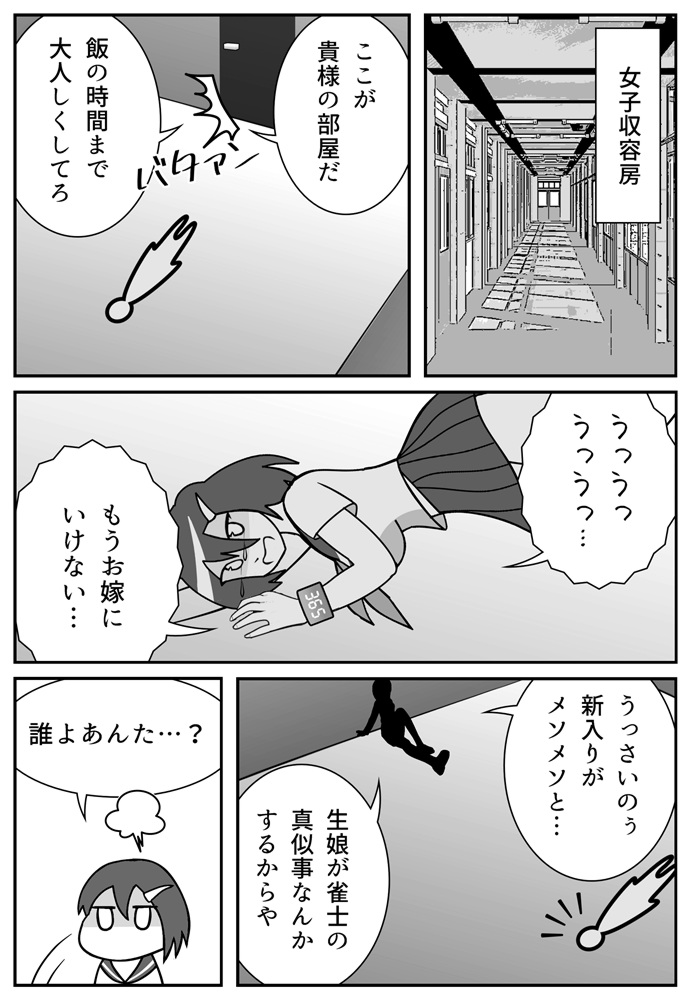 女子収容房
ここが
貴様の部屋だ
飯の時間まで
大人しくしてろ
バタァン
うっうっ
うっうっ…
もうお嫁に
いけない…
365
うっさいのぅ
新入りが
メソメソと…
生娘が雀士の
真似事なんか
するからや
誰よあんた…？